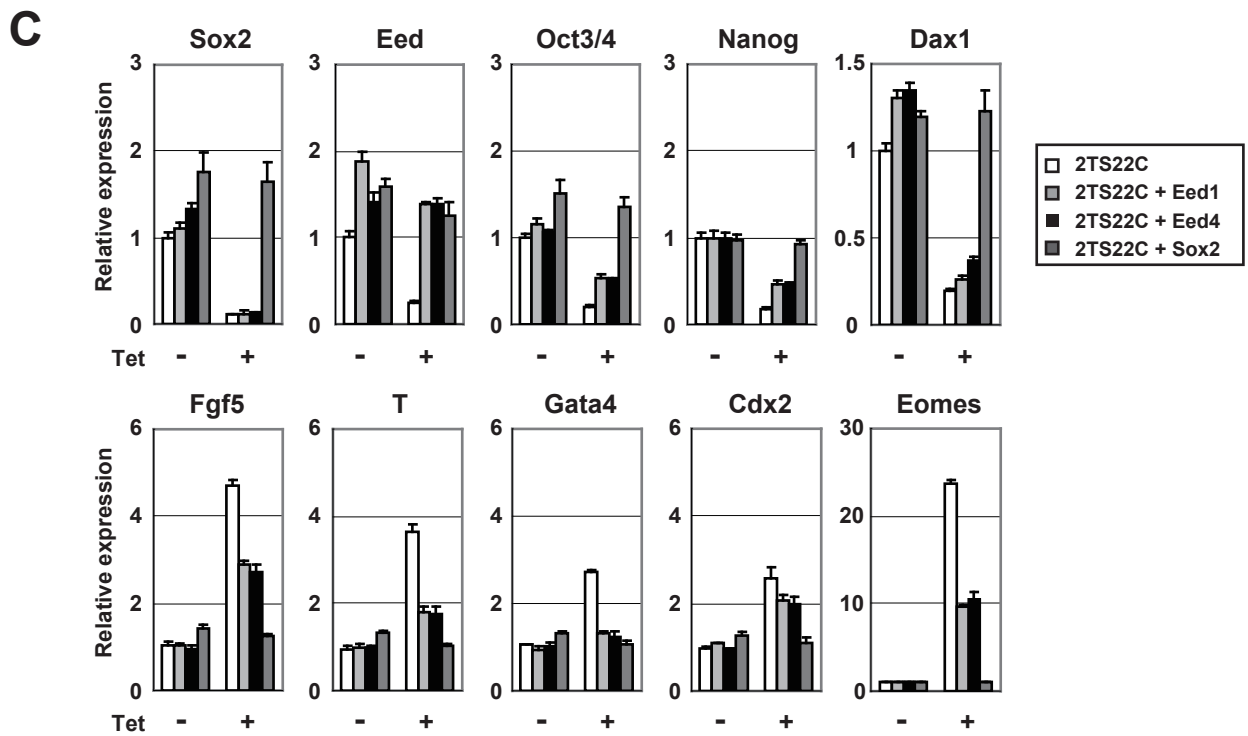 C
Sox2 Eed Oct3/4 Nanog Dax1
Relative expression
3 3 3 3 1.5
2 2 2 2 1
1 1 1 1 0.5
0 0 0 0 0
Tet - + - + - + - + - +
2TS22C
2TS22C + Eed1
2TS22C + Eed4
2TS22C + Sox2
Fgf5 T Gata4 Cdx2 Eomes
Relative expression
6 6 6 6 30
4 4 4 4 20
2 2 2 2 10
0 0 0 0 0
Tet - + - + - + - + - +